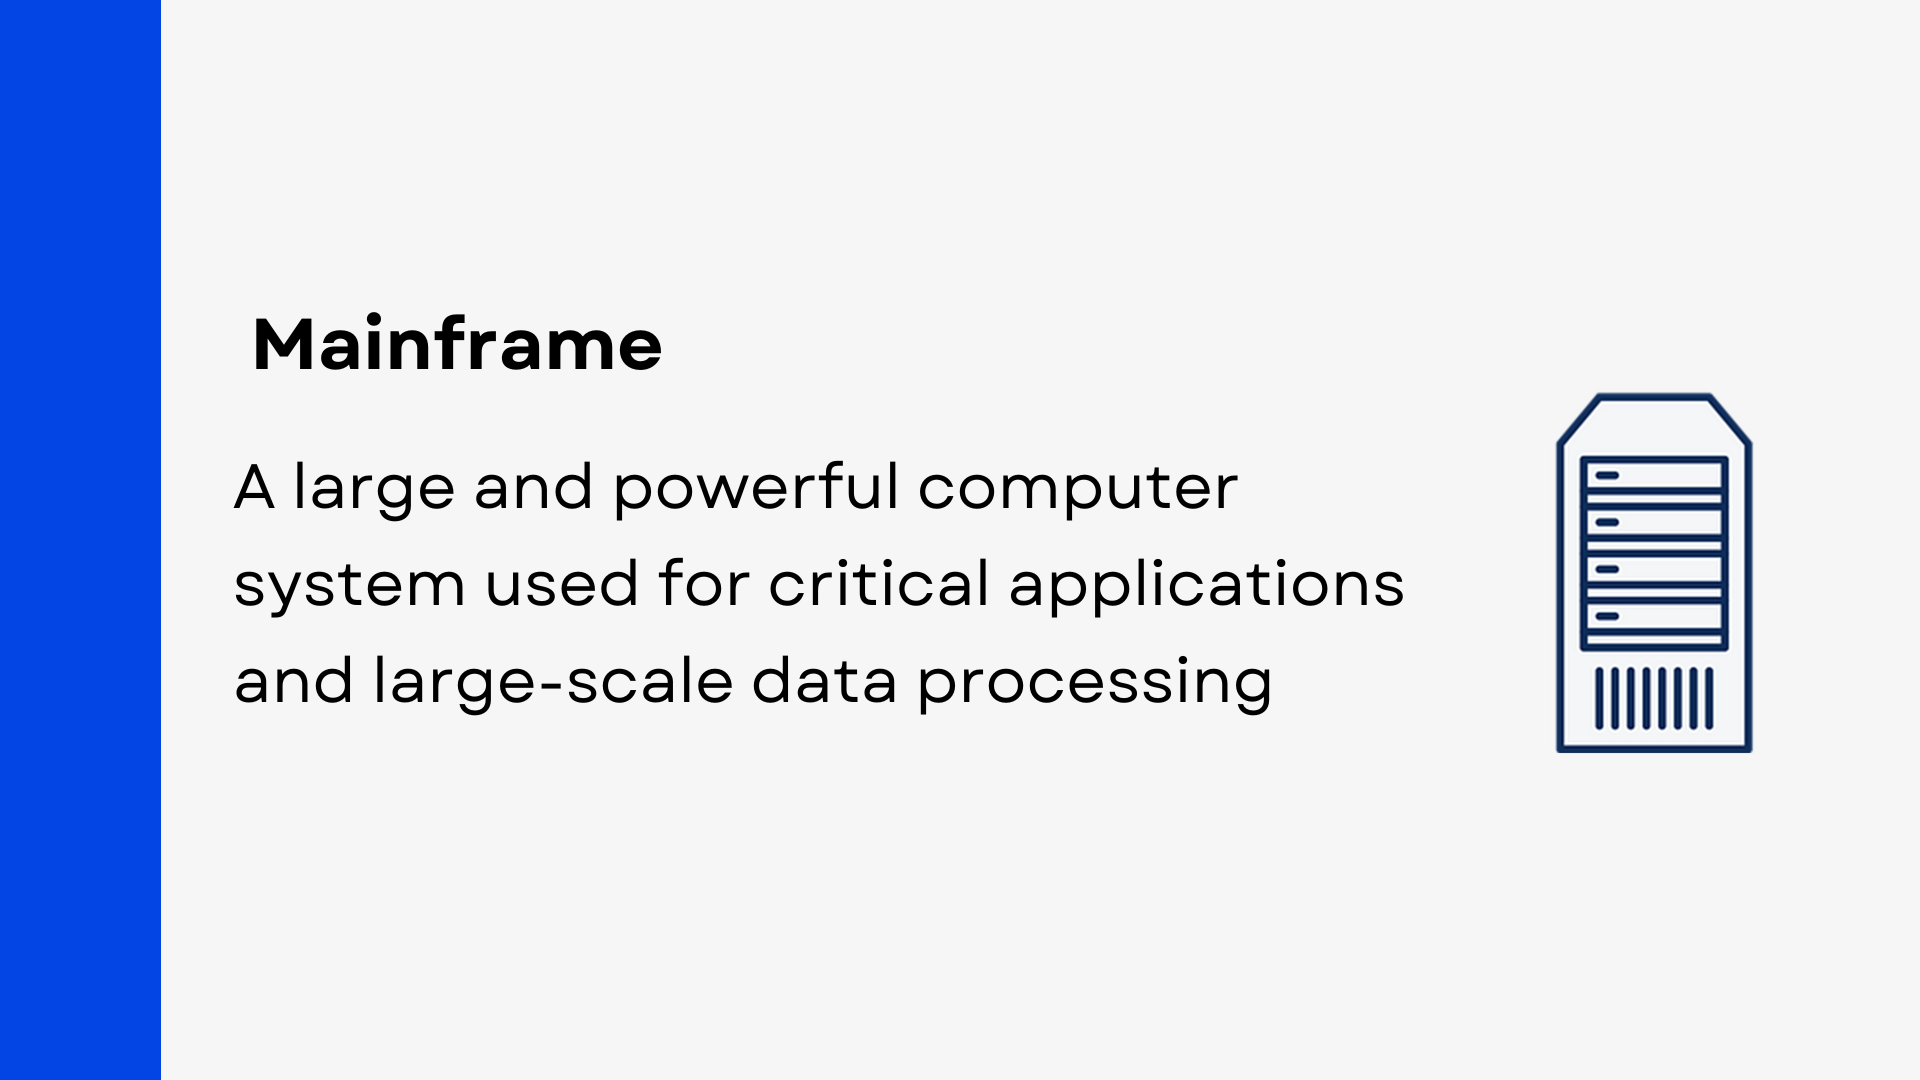 Mainframe
A large and powerful computer
system used for critical applications
and large-scale data processing